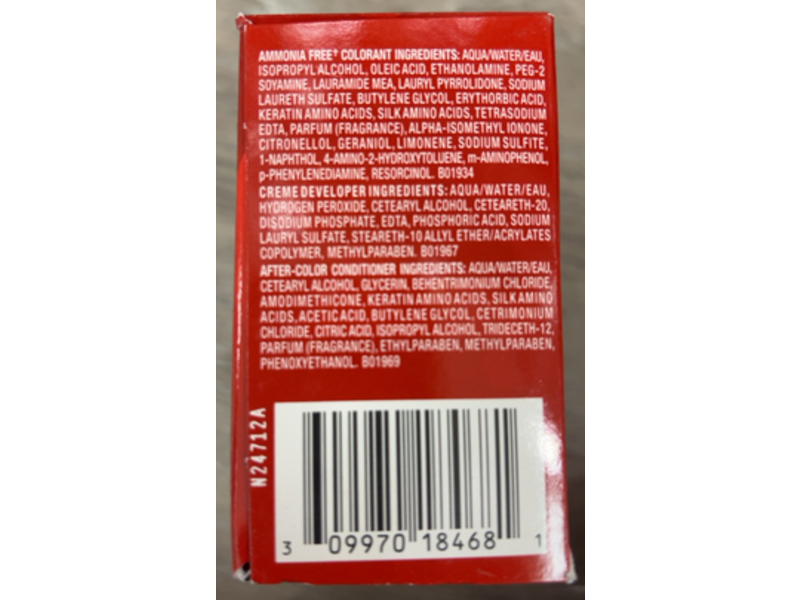 AMMONIA FREE† COLORANT INGREDIENTS: AQUA/WATER/EAU,
ISOPROPYL ALCOHOL, OLEIC ACID, ETHANOLAMINE, PEG-2
SOYAMINE, LAURAMIDE MEA, LAURYL PYRROLIDONE, SODIUM
LAURETH SULFATE, BUTYLENE GLYCOL, ERYTHORBIC ACID,
KERATIN AMINO ACIDS, SILK AMINO ACIDS, TETRASODIUM
EDTA, PARFUM (FRAGRANCE), ALPHA-ISOMETHYL IONONE,
CITRONELLOL, GERANIOL, LIMONENE, SODIUM SULFITE,
1-NAPHTHOL, 4-AMINO-2-HYDROXYTOLUENE, m-AMINOPHENOL,
p-PHENYLENEDIAMINE, RESORCINOL. B01934
CREME DEVELOPER INGREDIENTS: AQUA/WATER/EAU,
HYDROGEN PEROXIDE, CETEARYL ALCOHOL, CETEARETH-20,
DISODIUM PHOSPHATE, EDTA, PHOSPHORIC ACID, SODIUM
LAURYL SULFATE, STEARETH-10 ALLYL ETHER/ACRYLATES
COPOLYMER, METHYLPARABEN. B01967
AFTER-COLOR CONDITIONER INGREDIENTS: AQUA/WATER/EAU,
CETEARYL ALCOHOL, GLYCERIN, BEHENTRIMONIUM CHLORIDE,
AMODIMETHICONE, KERATIN AMINO ACIDS, SILK AMINO
ACIDS, ACETIC ACID, BUTYLENE GLYCOL, CETRIMONIUM
CHLORIDE, CITRIC ACID, ISOPROPYL ALCOHOL, TRIDECETH-12,
PARFUM (FRAGRANCE), ETHYLPARABEN, METHYLPARABEN,
PHENOXYETHANOL. B01969
N24712A
3 09970 18468 1